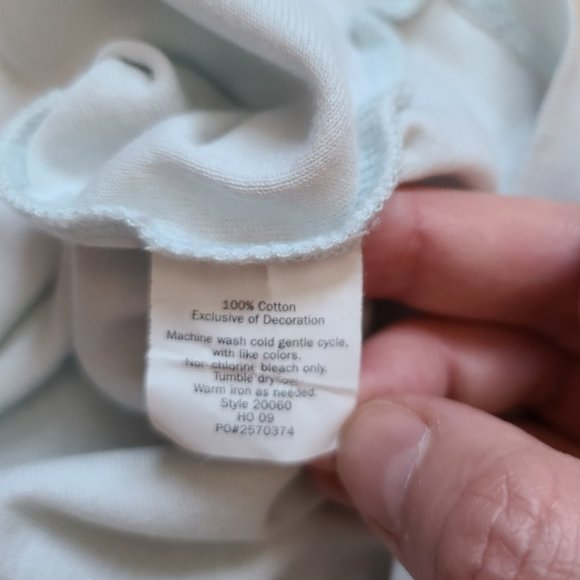 100% Cotton
Exclusive of Decoration
Machine wash cold gentle cycle,
with like colors.
Non-chlorine bleach only.
Tumble dry low.
Warm iron as needed.
Style 20060
HO 09
PO#2570374